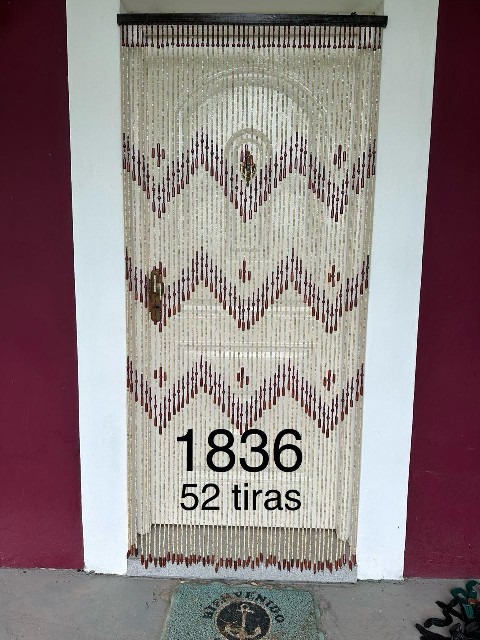 1836
52 tiras
BIENVENIDO